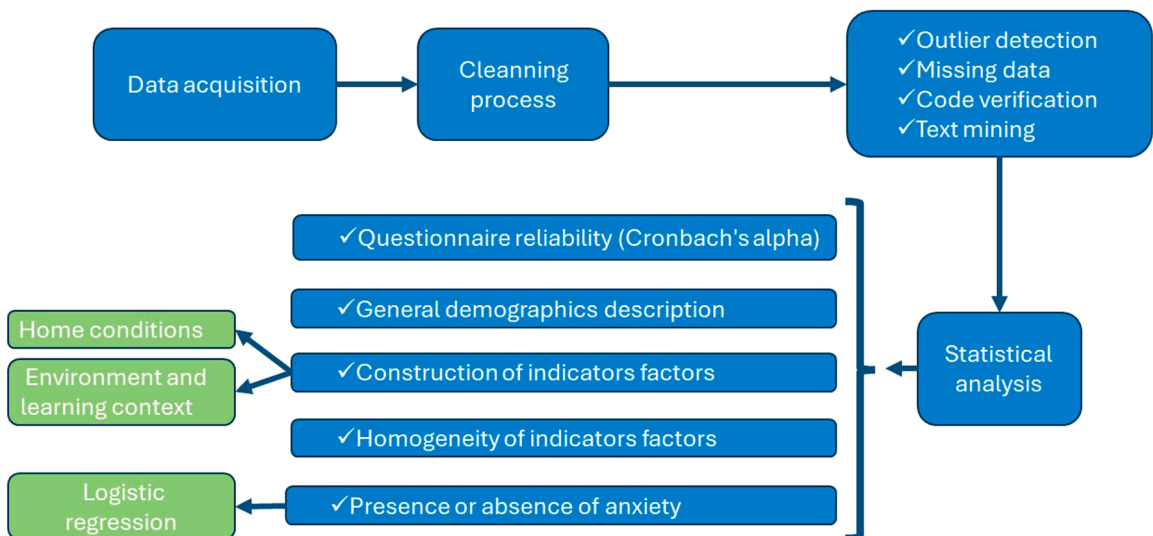 Data acquisition
Cleanning
process
✓Outlier detection
✓Missing data
✓Code verification
✓Text mining
Statistical
analysis
✓Questionnaire reliability (Cronbach's alpha)
✓General demographics description
✓Construction of indicators factors
✓Homogeneity of indicators factors
✓Presence or absence of anxiety
Home conditions
Environment and
learning context
Logistic
regression